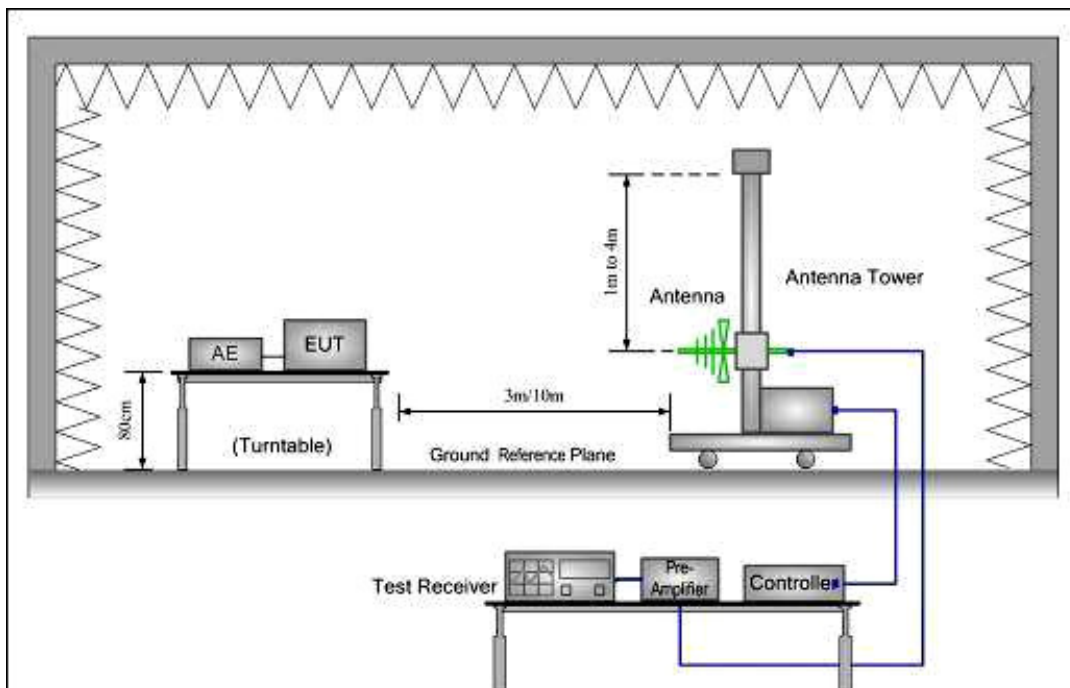 1m to 4m
Antenna
Antenna Tower
AE
EUT
3m/10m
80cm
(Turntable)
Ground Reference Plane
Test Receiver
Pre-
Amplifier
Controlle